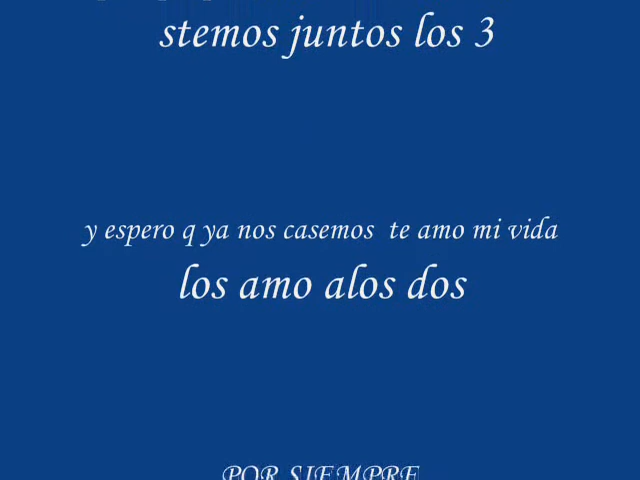 stemos juntos los 3
y espero q ya nos casemos te amo mi vida
los amo alos dos
POR SIEMPRE